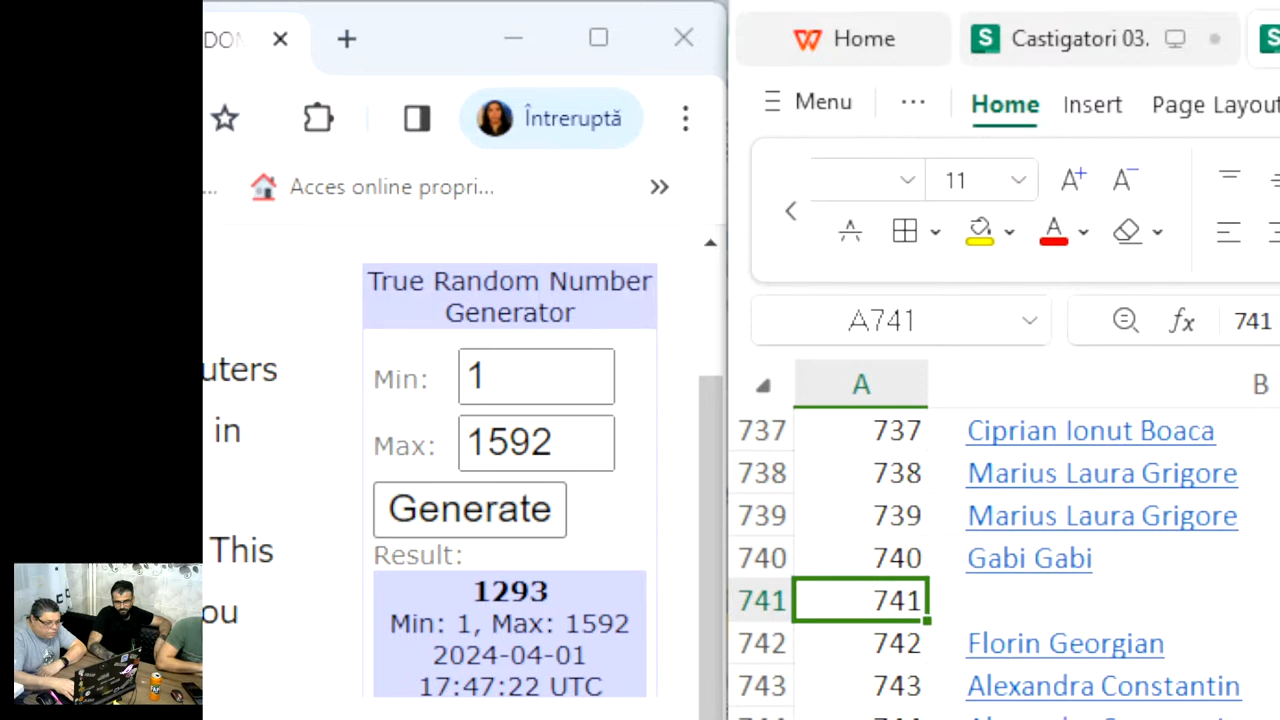 DOM
Întreruptă
... Acces online propri...
True Random Number
Generator
uters
Min: 1
in
Max: 1592
Generate
This
Result:
ou
1293
Min: 1, Max: 1592
2024-04-01
17:47:22 UTC
Home
S Castigatori 03.
S
Menu ... Home Insert Page Layou
11 A+ A−
A
A741 fx 741
A B
737 737 Ciprian Ionut Boaca
738 738 Marius Laura Grigore
739 739 Marius Laura Grigore
740 740 Gabi Gabi
741 741
742 742 Florin Georgian
743 743 Alexandra Constantin